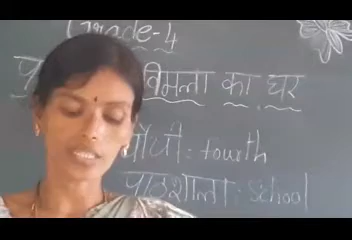 Grade-4
विमला का घर
चौथी : fourth
पाठशाला : School